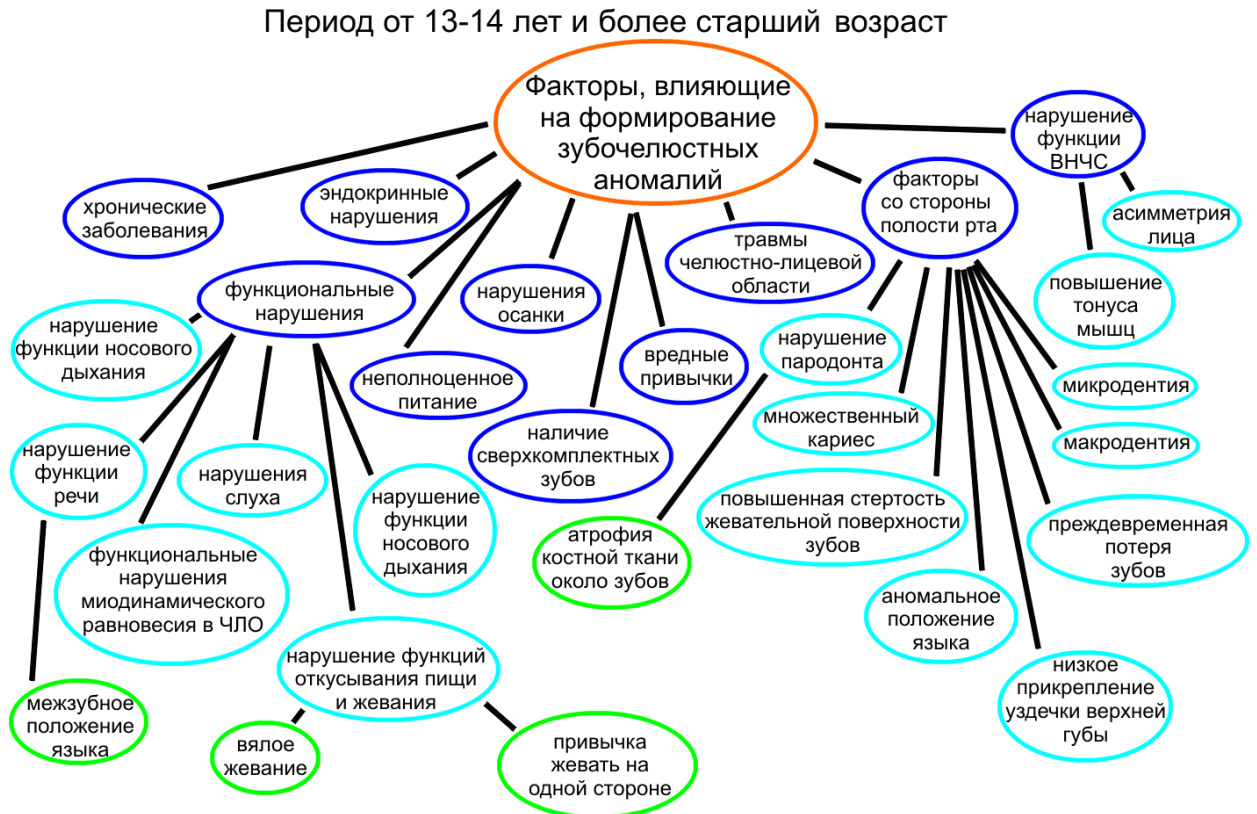 Период от 13-14 лет и более старший возраст
Факторы, влияющие
на формирование
зубочелюстных
аномалий
нарушение
функции
ВНЧС
хронические
заболевания
эндокринные
нарушения
факторы
со стороны
полости рта
асимметрия
лица
функциональные
нарушения
нарушения
осанки
травмы
челюстно-лицевой
области
повышение
тонуса
мышц
нарушение
функции носового
дыхания
неполноценное
питание
вредные
привычки
нарушение
пародонта
микродентия
множественный
кариес
макродентия
нарушение
функции
речи
нарушения
слуха
нарушение
функции
носового
дыхания
наличие
сверхкомплектных
зубов
повышенная стертость
жевательной поверхности
зубов
преждевременная
потеря
зубов
функциональные
нарушения
миодинамического
равновесия в ЧЛО
атрофия
костной ткани
около зубов
аномальное
положение
языка
нарушение функций
откусывания пищи
и жевания
низкое
прикрепление
уздечки верхней
губы
межзубное
положение
языка
вялое
жевание
привычка
жевать на
одной стороне